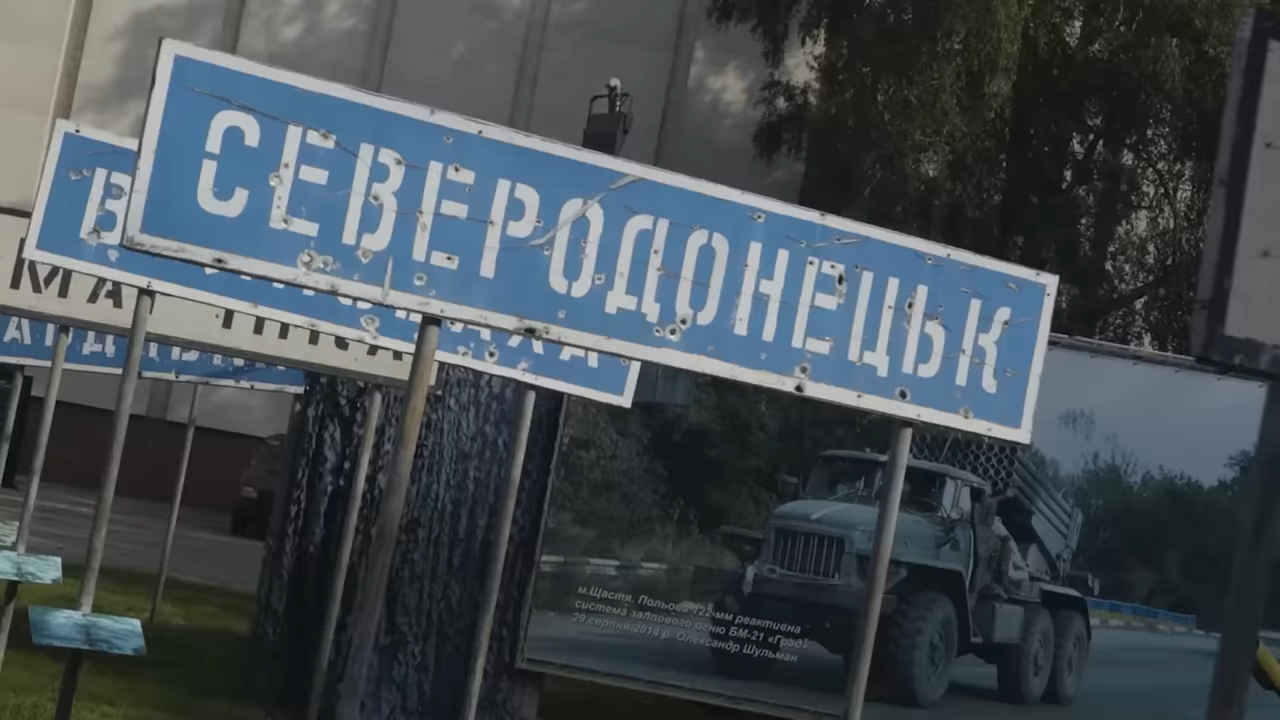 СЕВЕРОДОНЕЦЬК
м.Щастя. Польова 122-мм реактивна
система залпового вогню БМ-21 «Град»
29 серпня 2014 р. Олександр Шульман